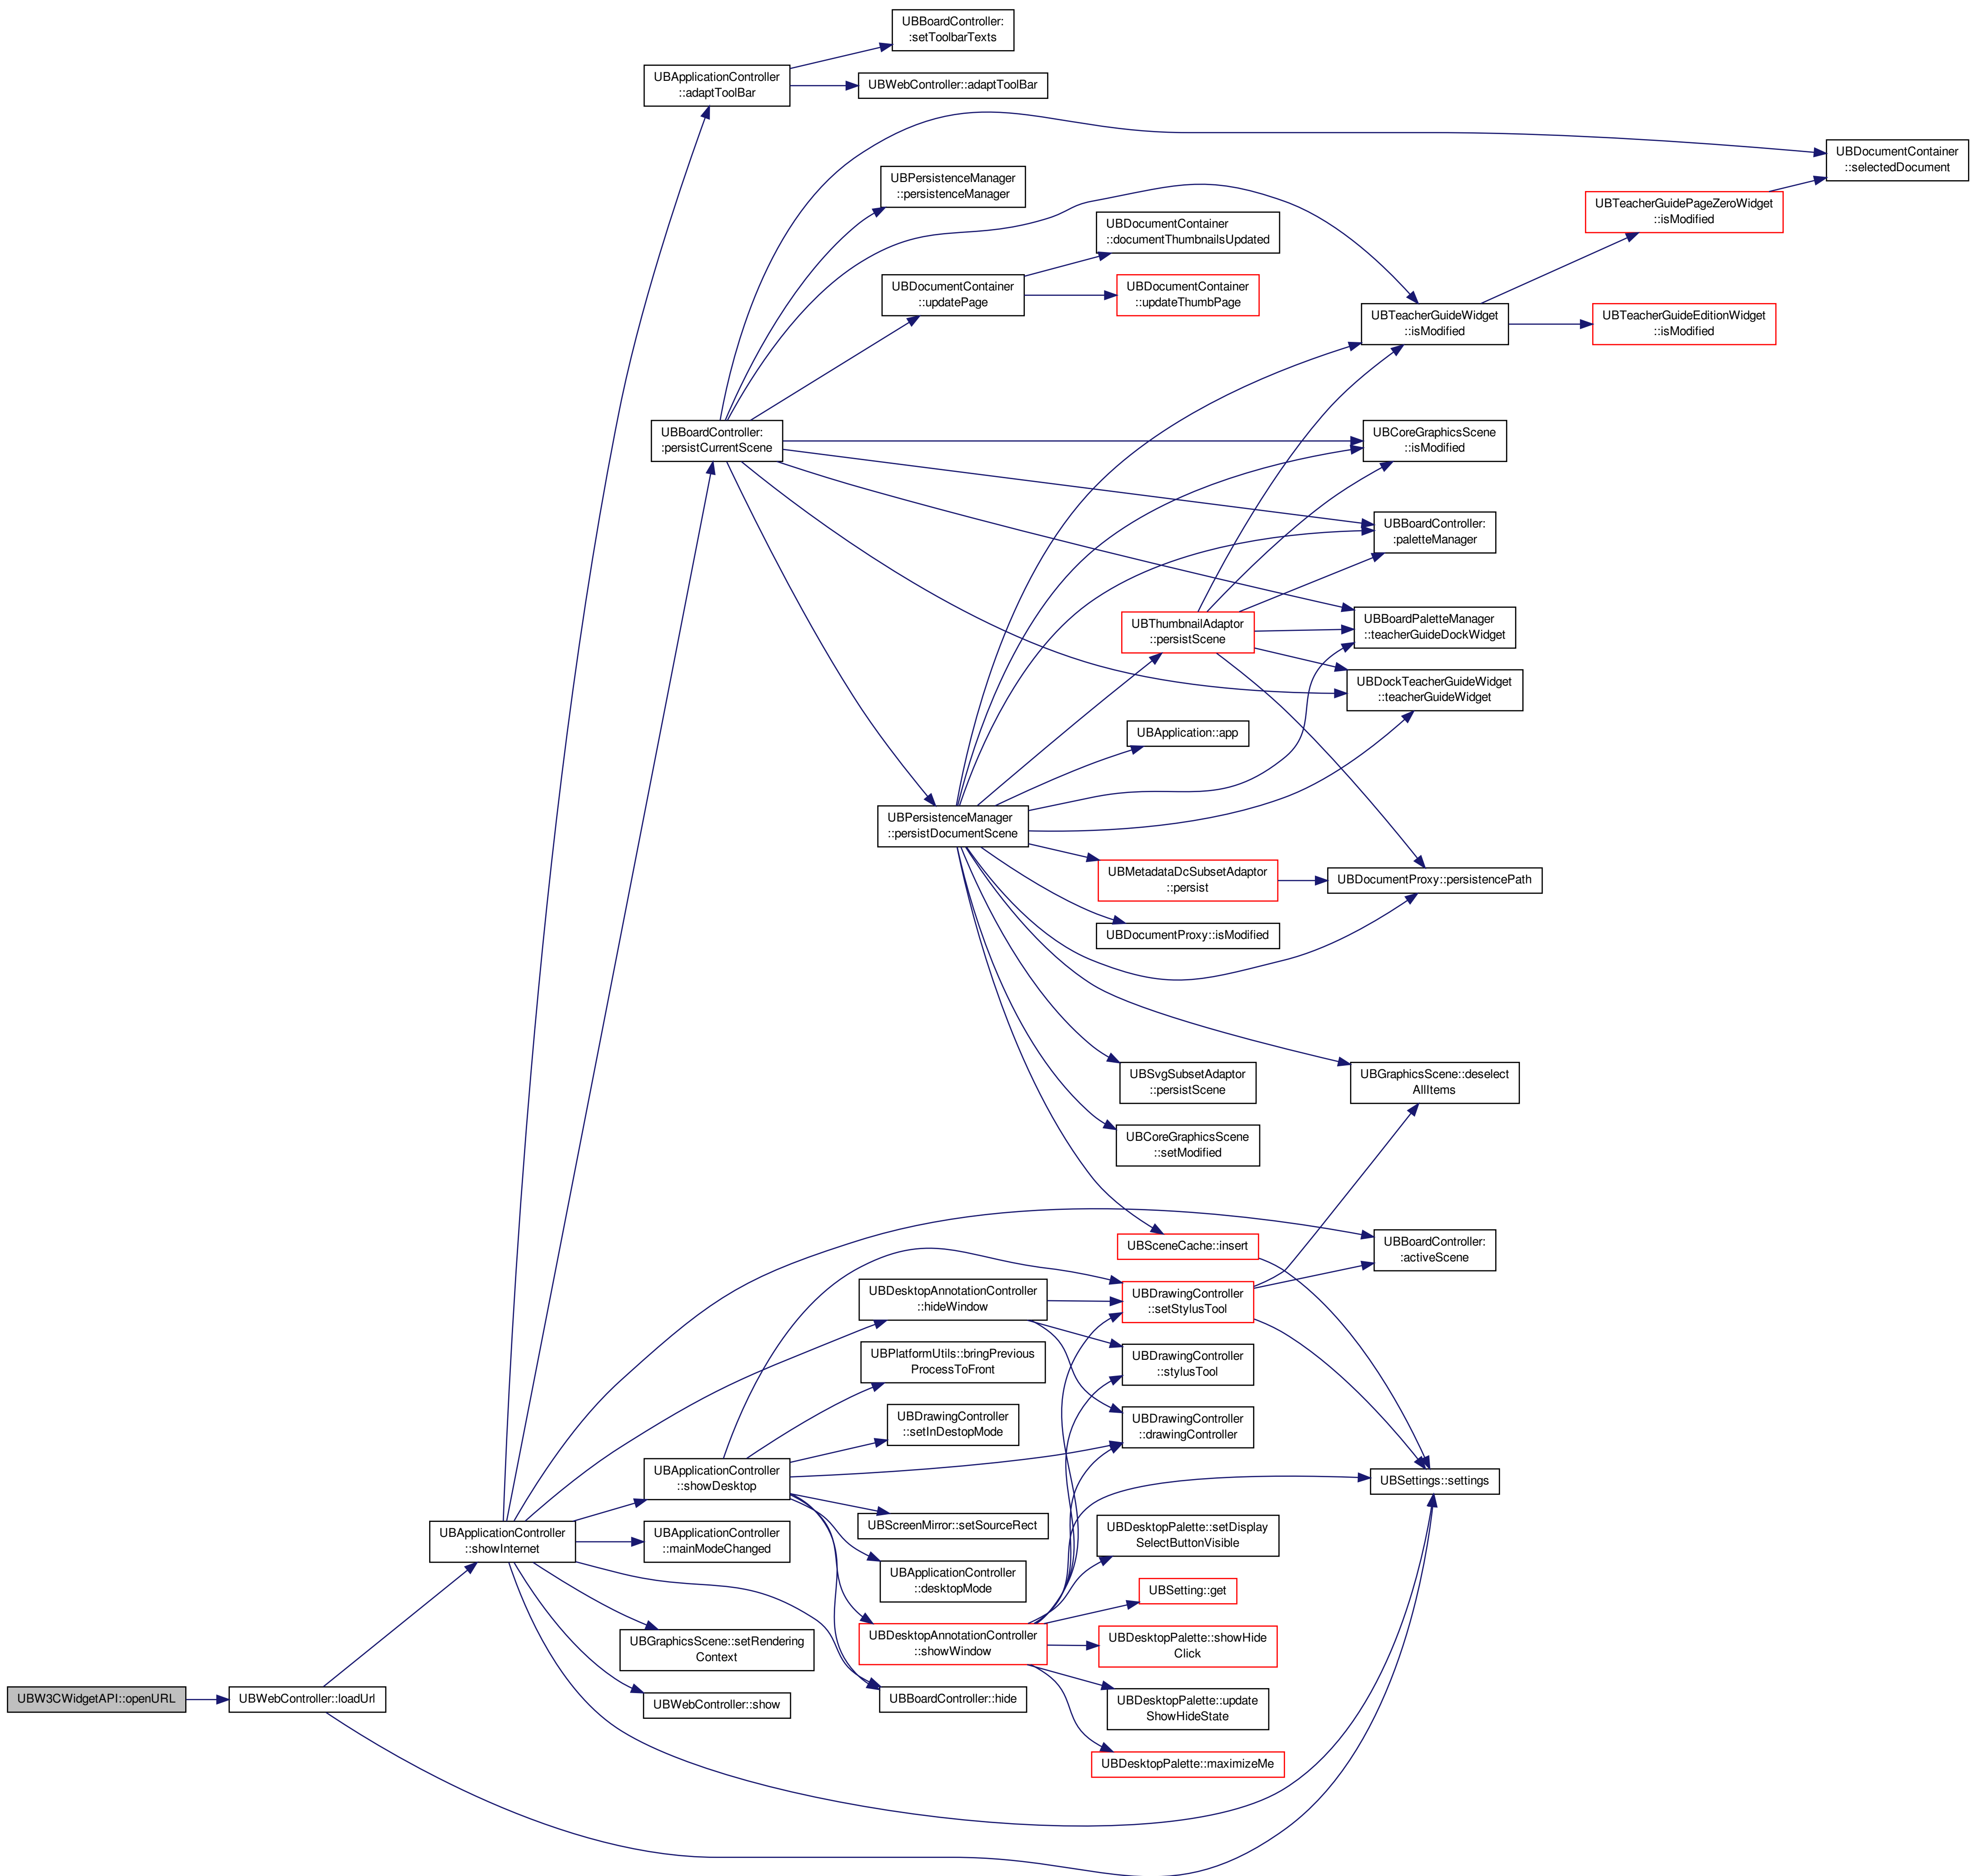 UBBoardController:
:setToolbarTexts
UBApplicationController
::adaptToolBar
UBWebController::adaptToolBar
UBDocumentContainer
::selectedDocument
UBPersistenceManager
::persistenceManager
UBTeacherGuidePageZeroWidget
::isModified
UBDocumentContainer
::documentThumbnailsUpdated
UBDocumentContainer
::updatePage
UBDocumentContainer
::updateThumbPage
UBTeacherGuideWidget
::isModified
UBTeacherGuideEditionWidget
::isModified
UBBoardController:
:persistCurrentScene
UBCoreGraphicsScene
::isModified
UBBoardController:
:paletteManager
UBThumbnailAdaptor
::persistScene
UBBoardPaletteManager
::teacherGuideDockWidget
UBDockTeacherGuideWidget
::teacherGuideWidget
UBApplication::app
UBPersistenceManager
::persistDocumentScene
UBMetadataDcSubsetAdaptor
::persist
UBDocumentProxy::persistencePath
UBDocumentProxy::isModified
UBSvgSubsetAdaptor
::persistScene
UBGraphicsScene::deselect
AllItems
UBCoreGraphicsScene
::setModified
UBSceneCache::insert
UBBoardController:
:activeScene
UBDesktopAnnotationController
::hideWindow
UBDrawingController
::setStylusTool
UBPlatformUtils::bringPrevious
ProcessToFront
UBDrawingController
::stylusTool
UBDrawingController
::setInDestopMode
UBDrawingController
::drawingController
UBApplicationController
::showDesktop
UBSettings::settings
UBScreenMirror::setSourceRect
UBApplicationController
::showInternet
UBApplicationController
::mainModeChanged
UBDesktopPalette::setDisplay
SelectButtonVisible
UBApplicationController
::desktopMode
UBSetting::get
UBGraphicsScene::setRendering
Context
UBDesktopAnnotationController
::showWindow
UBDesktopPalette::showHide
Click
UBW3CWidgetAPI::openURL
UBWebController::loadUrl
UBWebController::show
UBBoardController::hide
UBDesktopPalette::update
ShowHideState
UBDesktopPalette::maximizeMe